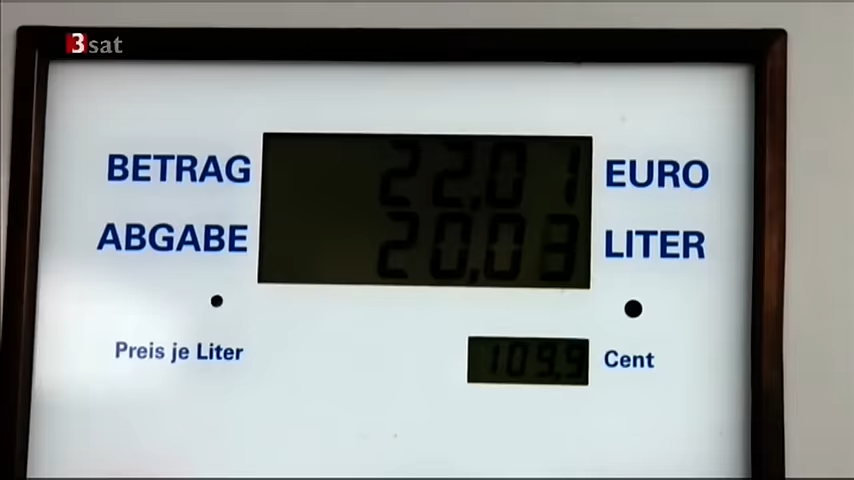 3sat
BETRAG 22,01 EURO
ABGABE 20,03 LITER
Preis je Liter 109,9 Cent